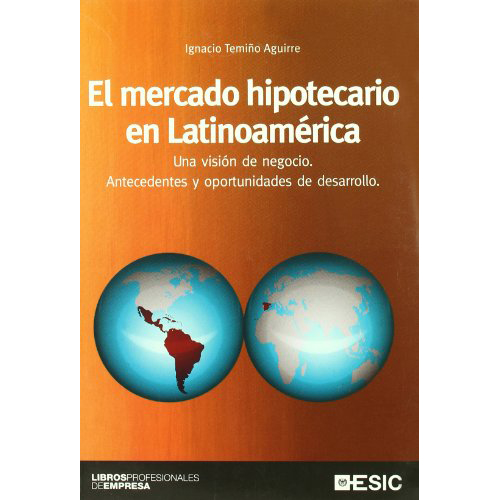 Ignacio Temiño Aguirre
El mercado hipotecario
en Latinoamérica
Una visión de negocio.
Antecedentes y oportunidades de desarrollo.
LIBROSPROFESIONALES
DEEMPRESA
ESIC